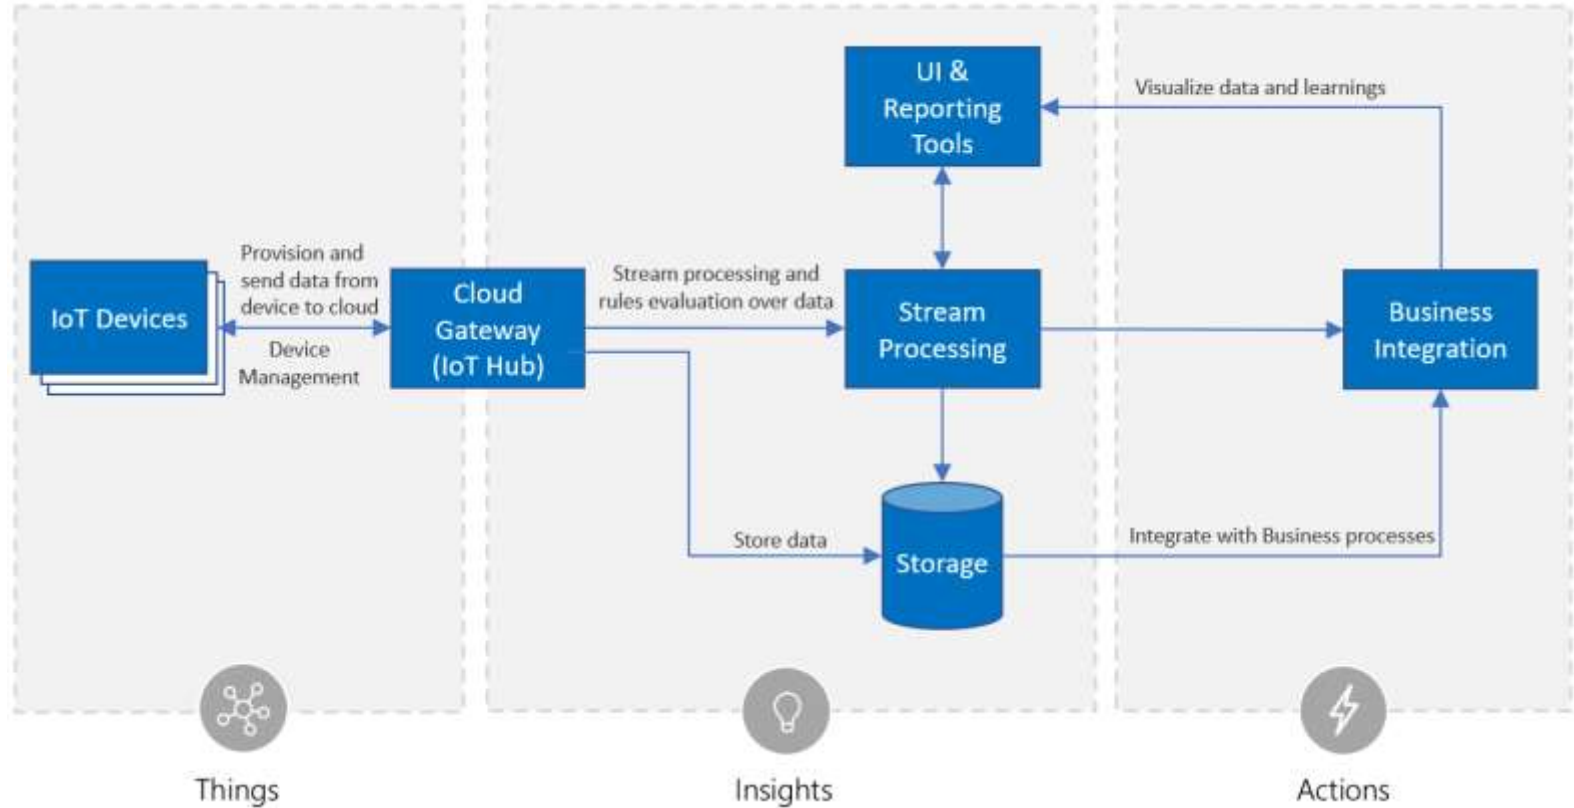 UI &
Reporting
Tools
Visualize data and learnings
Provision and
send data from
device to cloud
IoT Devices
Device
Management
Cloud
Gateway
(IoT Hub)
Stream processing and
rules evaluation over data
Stream
Processing
Business
Integration
Store data
Storage
Integrate with Business processes
Things
Insights
Actions